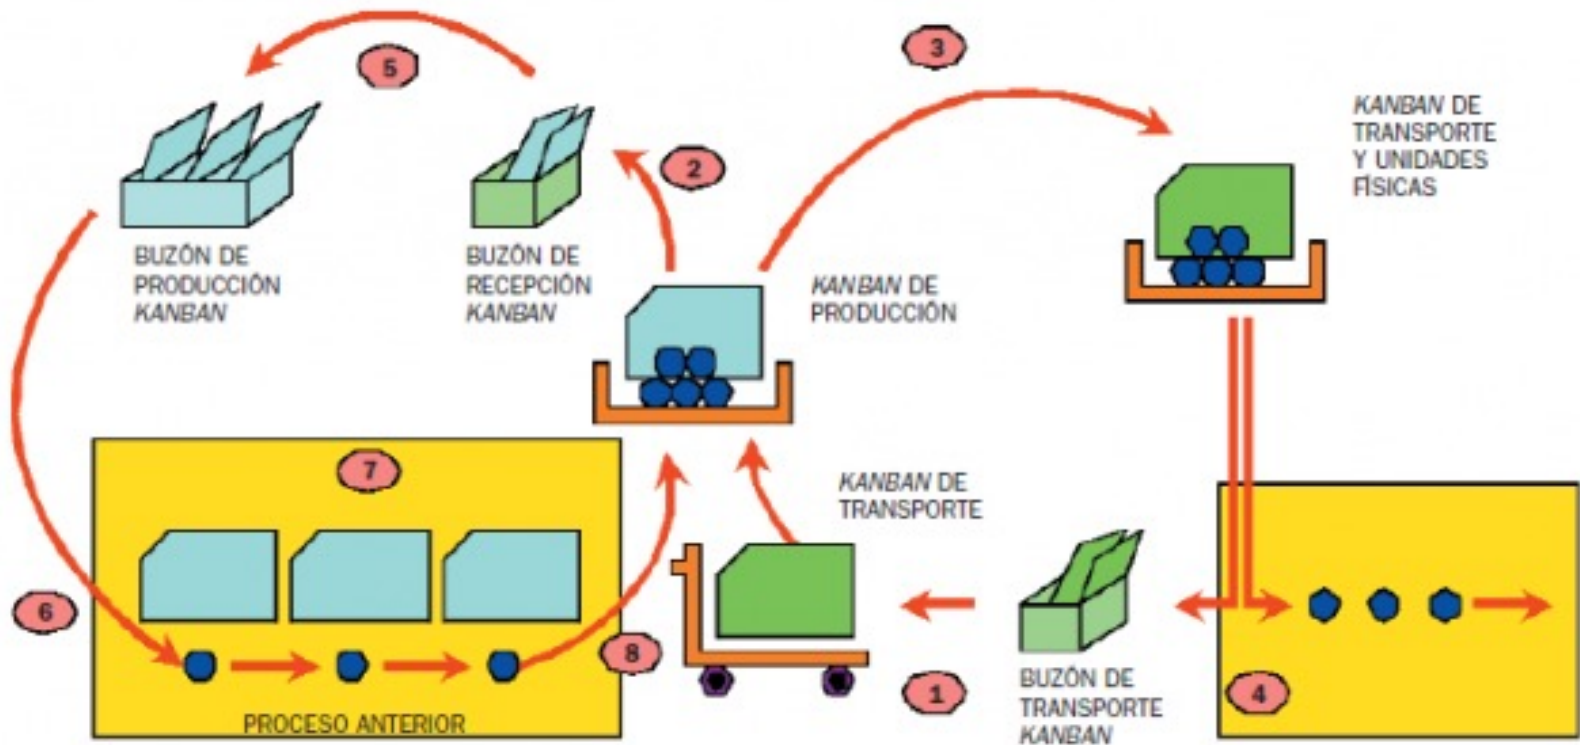 5
3
2
KANBAN DE
TRANSPORTE
Y UNIDADES
FÍSICAS
BUZÓN DE
PRODUCCIÓN
KANBAN
BUZÓN DE
RECEPCIÓN
KANBAN
KANBAN DE
PRODUCCIÓN
7
KANBAN DE
TRANSPORTE
6
8
1
BUZÓN DE
TRANSPORTE
KANBAN
4
PROCESO ANTERIOR